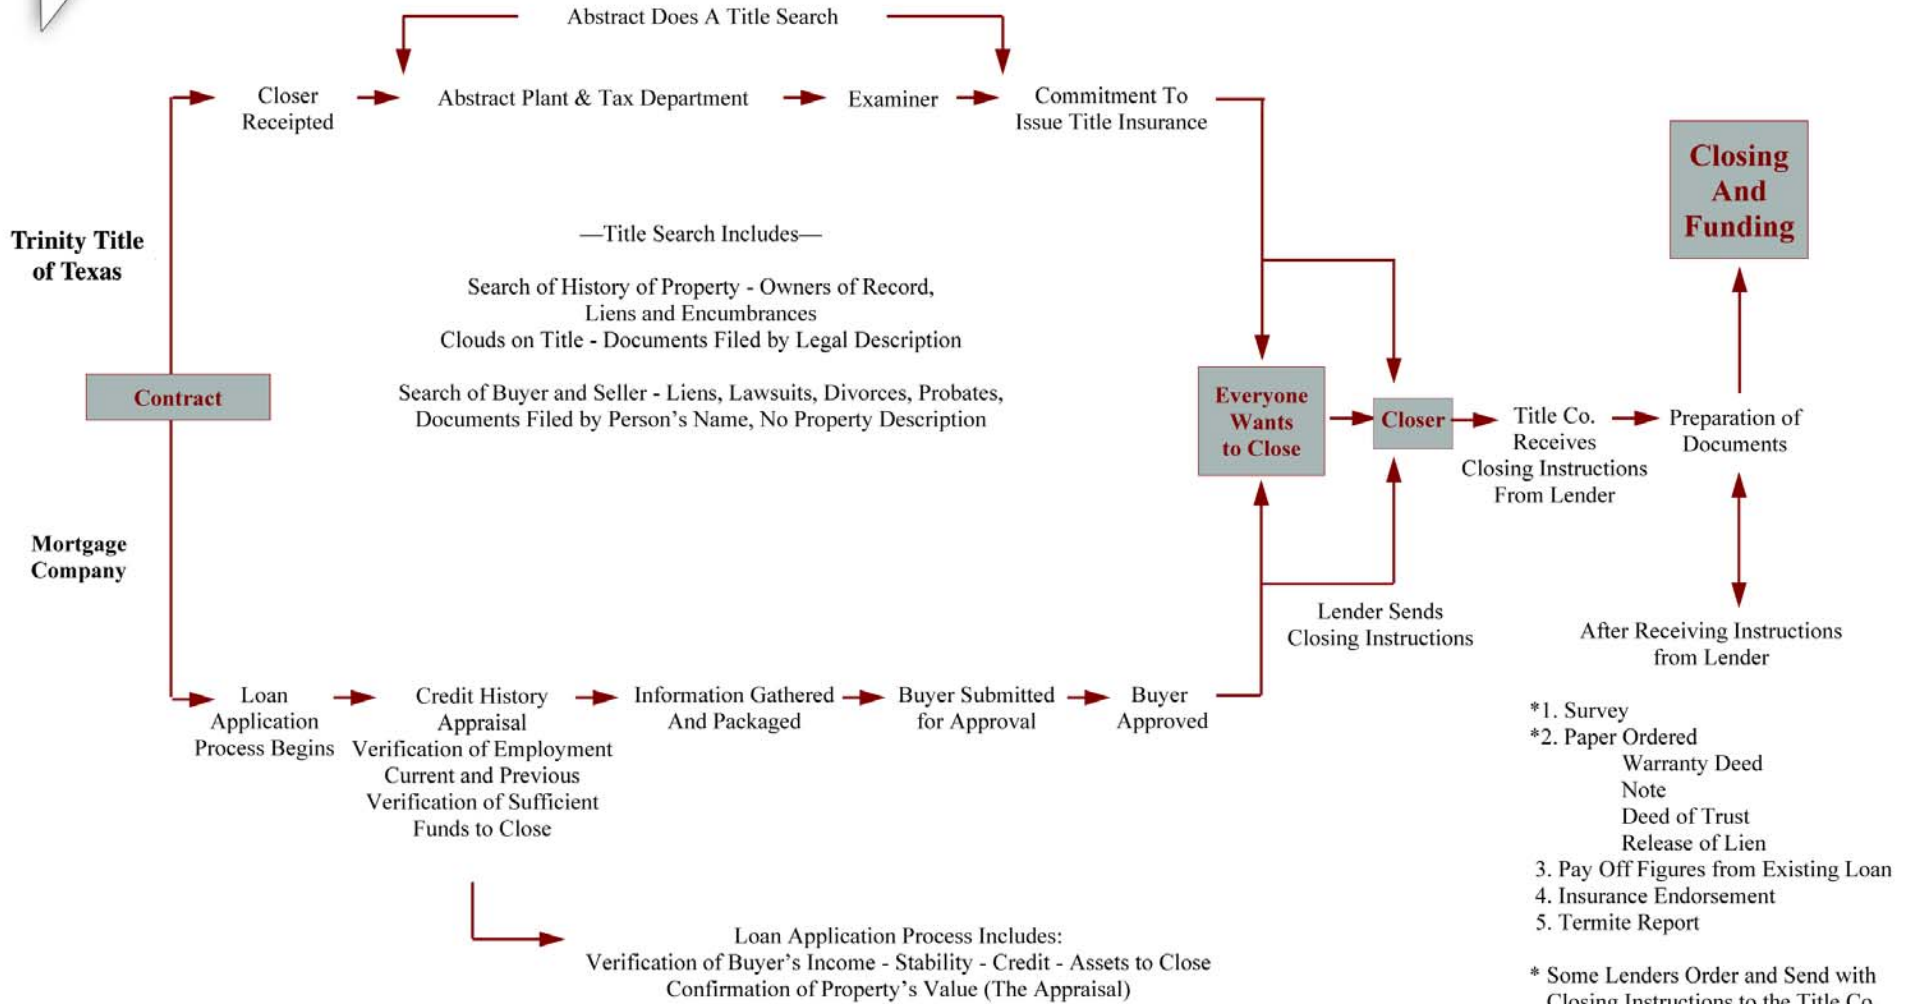 Abstract Does A Title Search
Closer
Receipted
Abstract Plant & Tax Department
Examiner
Commitment To
Issue Title Insurance
Closing
And
Funding
Trinity Title
of Texas
—Title Search Includes—
Search of History of Property - Owners of Record,
Liens and Encumbrances
Clouds on Title - Documents Filed by Legal Description
Search of Buyer and Seller - Liens, Lawsuits, Divorces, Probates,
Documents Filed by Person's Name, No Property Description
Contract
Everyone
Wants
to Close
Closer
Title Co.
Receives
Closing Instructions
From Lender
Preparation of
Documents
Mortgage
Company
Lender Sends
Closing Instructions
After Receiving Instructions
from Lender
Loan
Application
Process Begins
Credit History
Appraisal
Verification of Employment
Current and Previous
Verification of Sufficient
Funds to Close
Information Gathered
And Packaged
Buyer Submitted
for Approval
Buyer
Approved
*1. Survey
*2. Paper Ordered
Warranty Deed
Note
Deed of Trust
Release of Lien
3. Pay Off Figures from Existing Loan
4. Insurance Endorsement
5. Termite Report
Loan Application Process Includes:
Verification of Buyer's Income - Stability - Credit - Assets to Close
Confirmation of Property's Value (The Appraisal)
* Some Lenders Order and Send with
Closing Instructions to the Title Co.